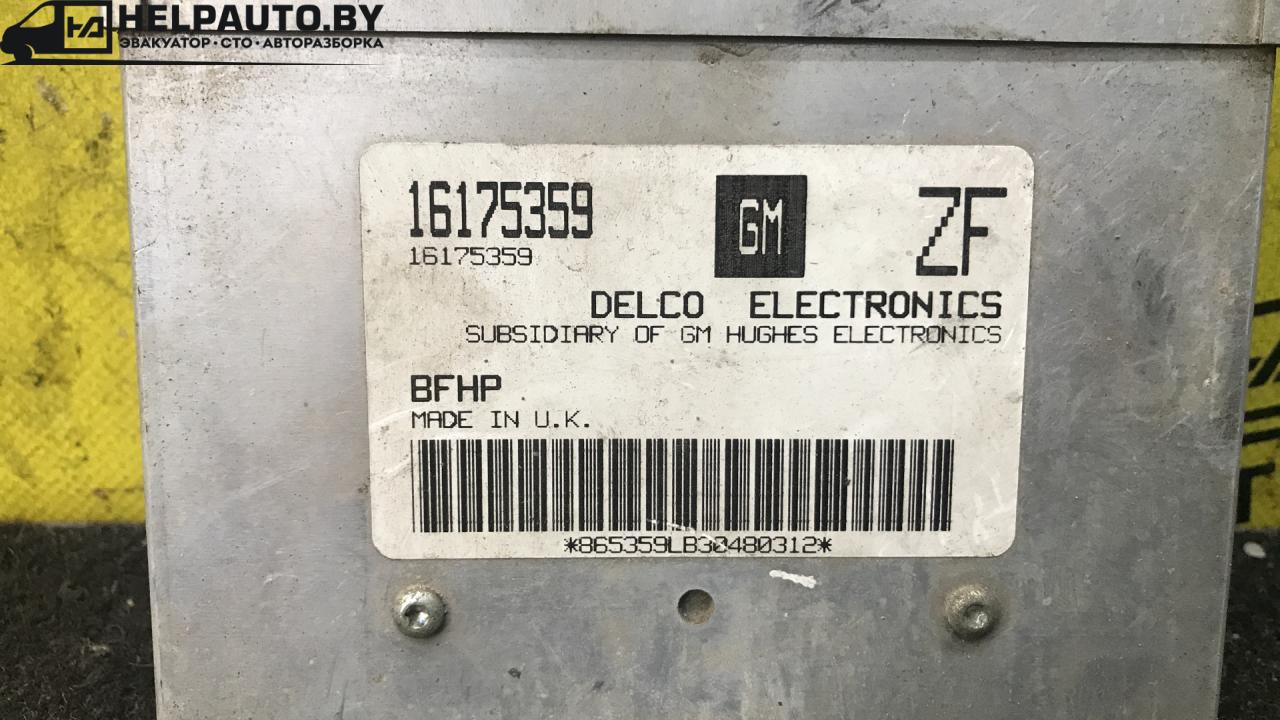 HELPAUTO.BY
ЭВАКУАТОР · СТО · АВТОРАЗБОРКА
16175359
16175359
GM
ZF
DELCO ELECTRONICS
SUBSIDIARY OF GM HUGHES ELECTRONICS
BFHP
MADE IN U.K.
*865359LB30480312*